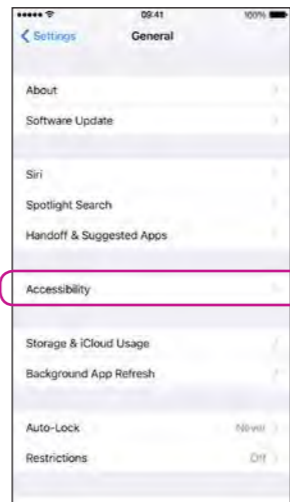 09:41
100%
Settings
General
About
Software Update
Siri
Spotlight Search
Handoff & Suggested Apps
Accessibility
Storage & iCloud Usage
Background App Refresh
Auto-Lock Never
Restrictions Off